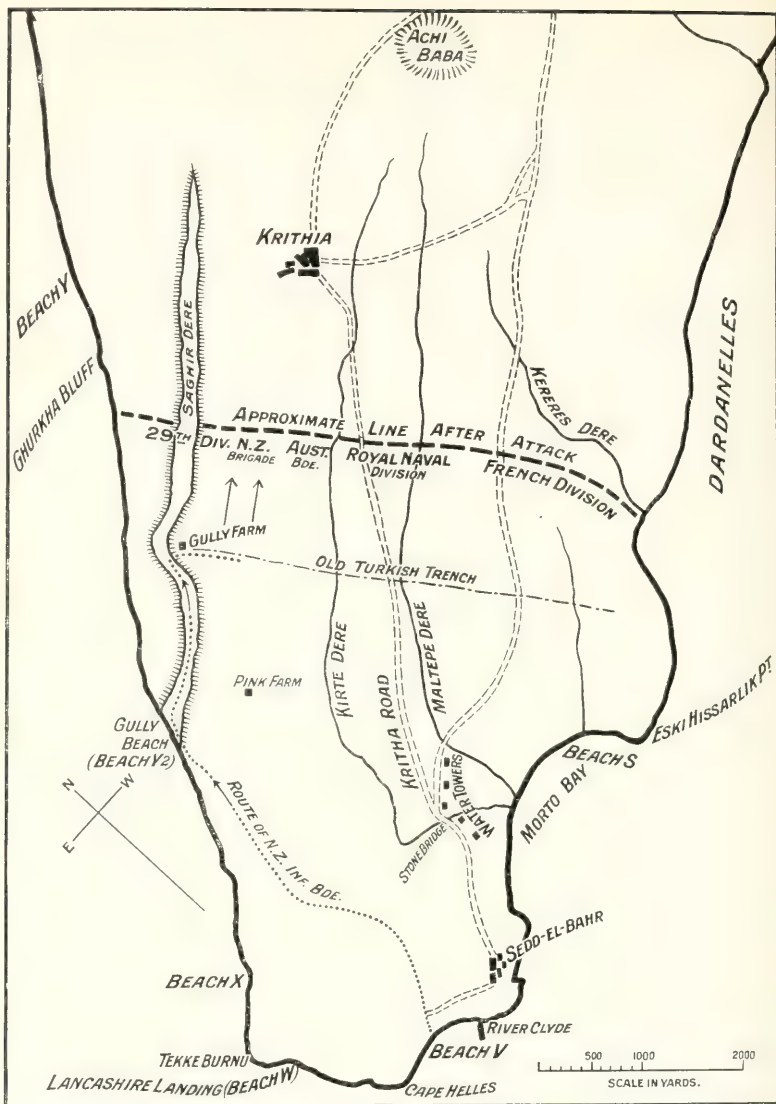 ACHI
BABA
KRITHIA
BEACH Y
GHURKHA BLUFF
SAGHIR DERE
KERERES DERE
DARDANELLES
APPROXIMATE LINE AFTER ATTACK
29TH DIV. N.Z.
BRIGADE
AUST.
BDE.
ROYAL NAVAL
DIVISION
FRENCH DIVISION
GULLY FARM
OLD TURKISH TRENCH
PINK FARM
KIRTE DERE
KRITHA ROAD
MALTEPE DERE
GULLY
BEACH
(BEACH Y2)
ESKI HISSARLIK PT
BEACH S
MORTO BAY
WATER TOWERS
STONE BRIDGE
N
W
E
ROUTE OF N.Z. INF. BDE.
SEDD-EL-BAHR
BEACH X
RIVER CLYDE
BEACH V
TEKKE BURNU
LANCASHIRE LANDING (BEACH W)
CAPE HELLES
500 1000 2000
SCALE IN YARDS.